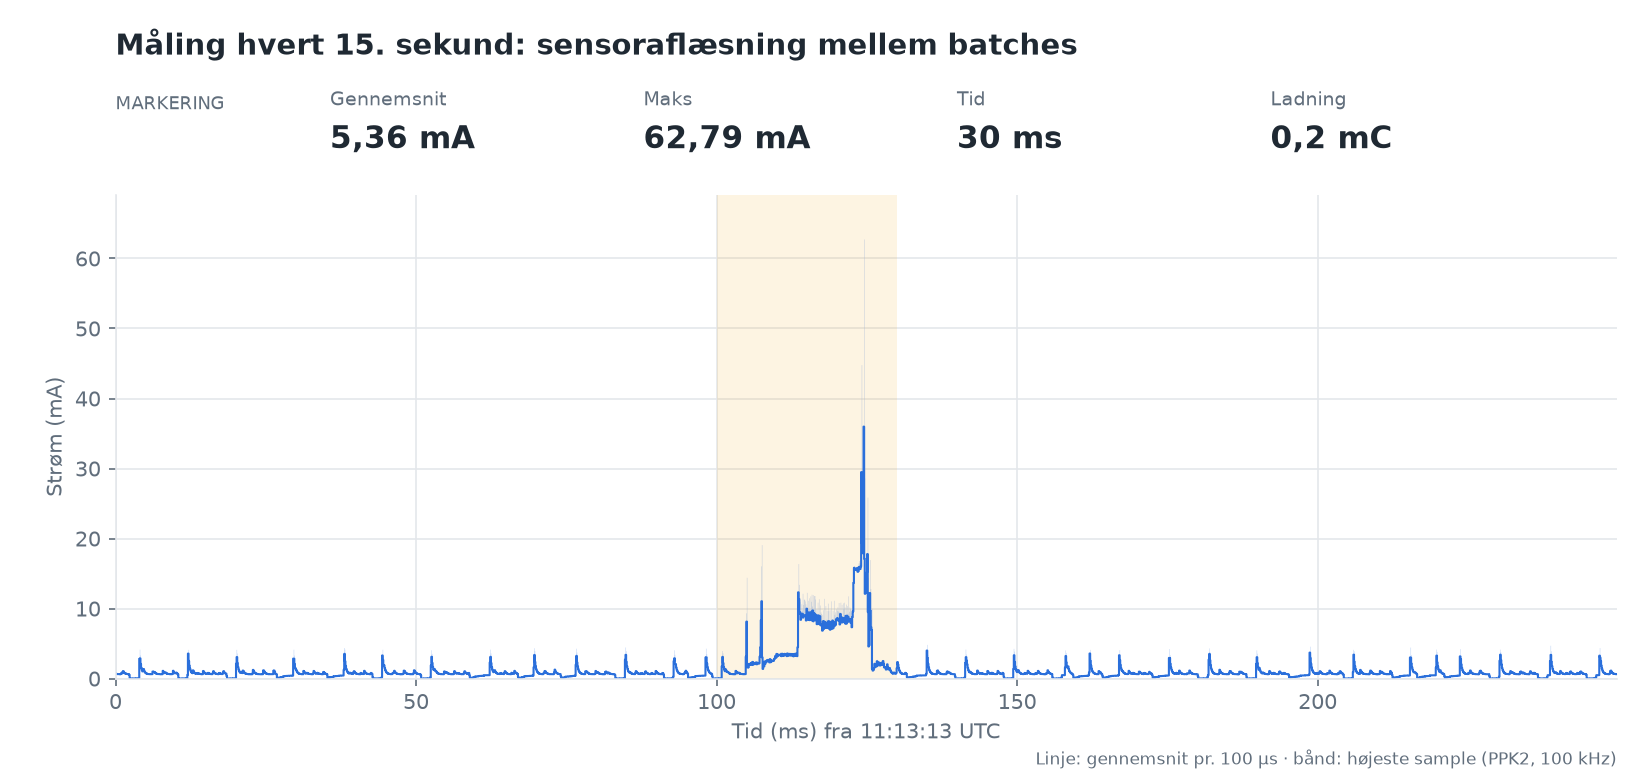 Måling hvert 15. sekund: sensoraflæsning mellem batches
MARKERING
Gennemsnit
5,36 mA
Maks
62,79 mA
Tid
30 ms
Ladning
0,2 mC
Strøm (mA)
60
50
40
30
20
10
0
0 50 100 150 200
Tid (ms) fra 11:13:13 UTC
Linje: gennemsnit pr. 100 µs · bånd: højeste sample (PPK2, 100 kHz)